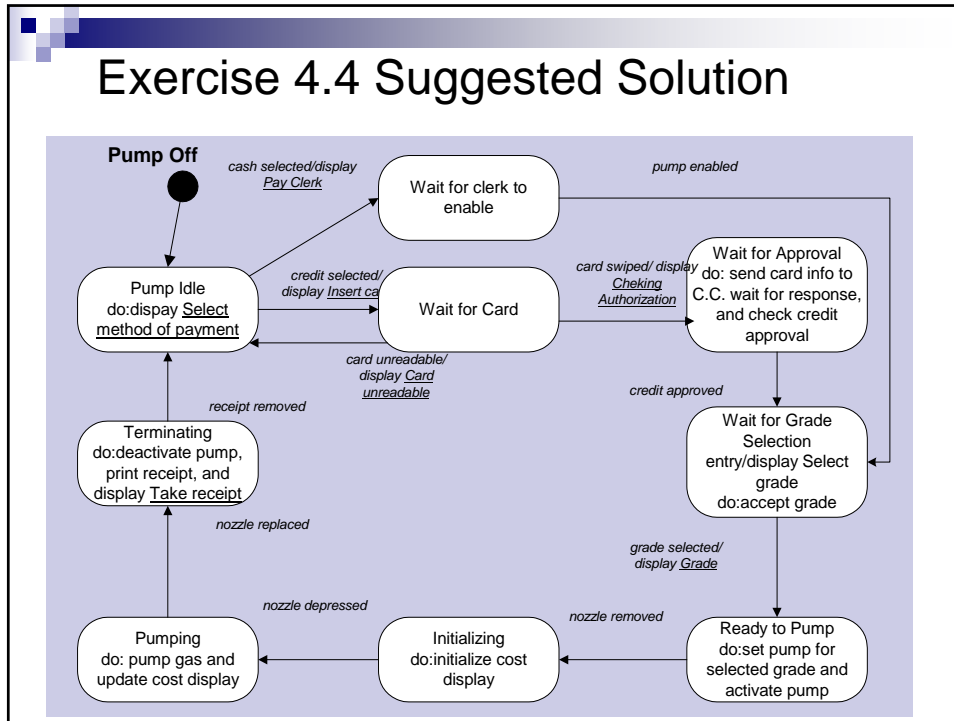 Exercise 4.4 Suggested Solution
Pump Off
cash selected/display
Pay Clerk
Wait for clerk to
enable
pump enabled
Pump Idle
do:dispay Select
method of payment
credit selected/
display Insert ca
Wait for Card
card swiped/ display
Cheking
Authorization
Wait for Approval
do: send card info to
C.C. wait for response,
and check credit
approval
card unreadable/
display Card
unreadable
credit approved
receipt removed
Terminating
do:deactivate pump,
print receipt, and
display Take receipt
Wait for Grade
Selection
entry/display Select
grade
do:accept grade
nozzle replaced
grade selected/
display Grade
nozzle depressed
nozzle removed
Pumping
do: pump gas and
update cost display
Initializing
do:initialize cost
display
Ready to Pump
do:set pump for
selected grade and
activate pump